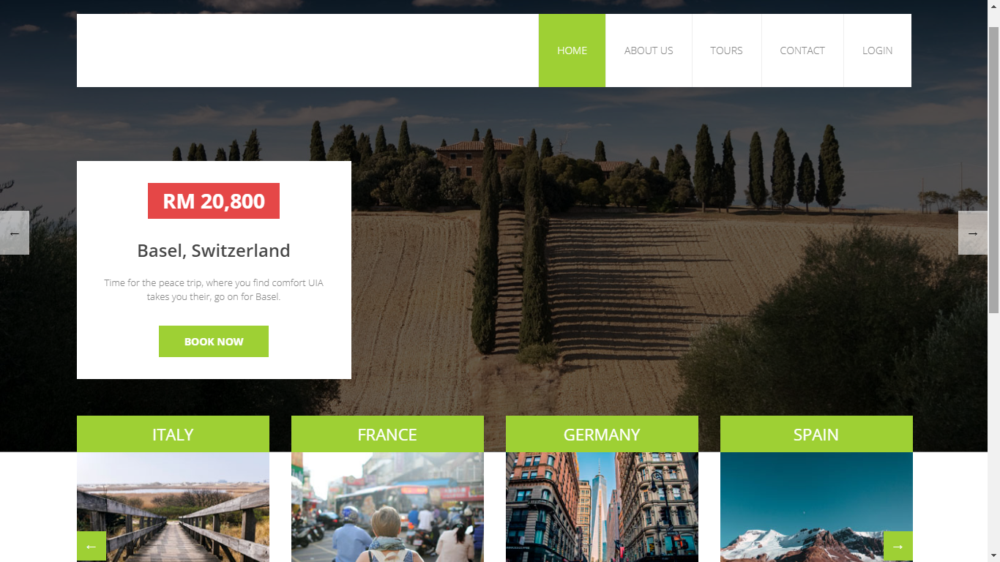 HOME
ABOUT US
TOURS
CONTACT
LOGIN
RM 20,800
Basel, Switzerland
Time for the peace trip, where you find comfort UIA
takes you their, go on for Basel.
BOOK NOW
←
→
ITALY
FRANCE
GERMANY
SPAIN
←
→